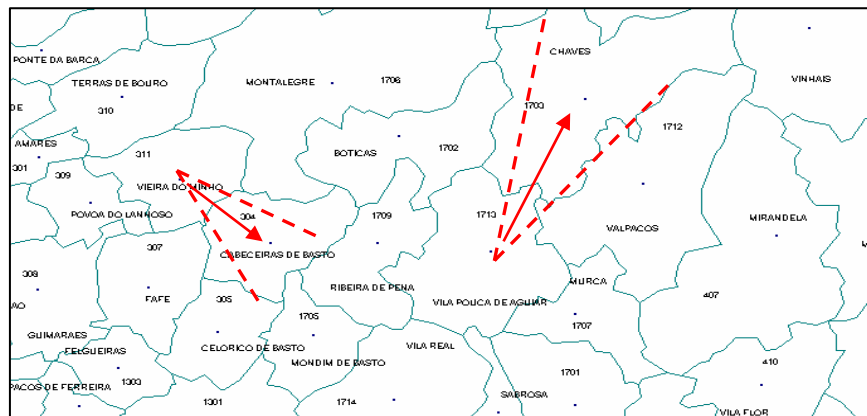 CHAVES
PONTE DA BARCA
TERRAS DE BOURO
MONTALEGRE
1706
VINHAIS
DE
310
1703
AMARES
311
1702
1712
301
309
BOTICAS
VIEIRA DO MINHO
POVOA DO LANHOSO
304
1709
1713
MIRANDELA
307
CABECEIRAS DE BASTO
VALPACOS
308
RIBEIRA DE PENA
MURCA
FAFE
305
1705
VILA POUCA DE AGUIAR
407
AO
1707
GUIMARAES
CELORICO DE BASTO
VILA REAL
FELGUEIRAS
MONDIM DE BASTO
410
PACOS DE FERREIRA
1303
1701
1301
1714
SABROSA
VILA FLOR